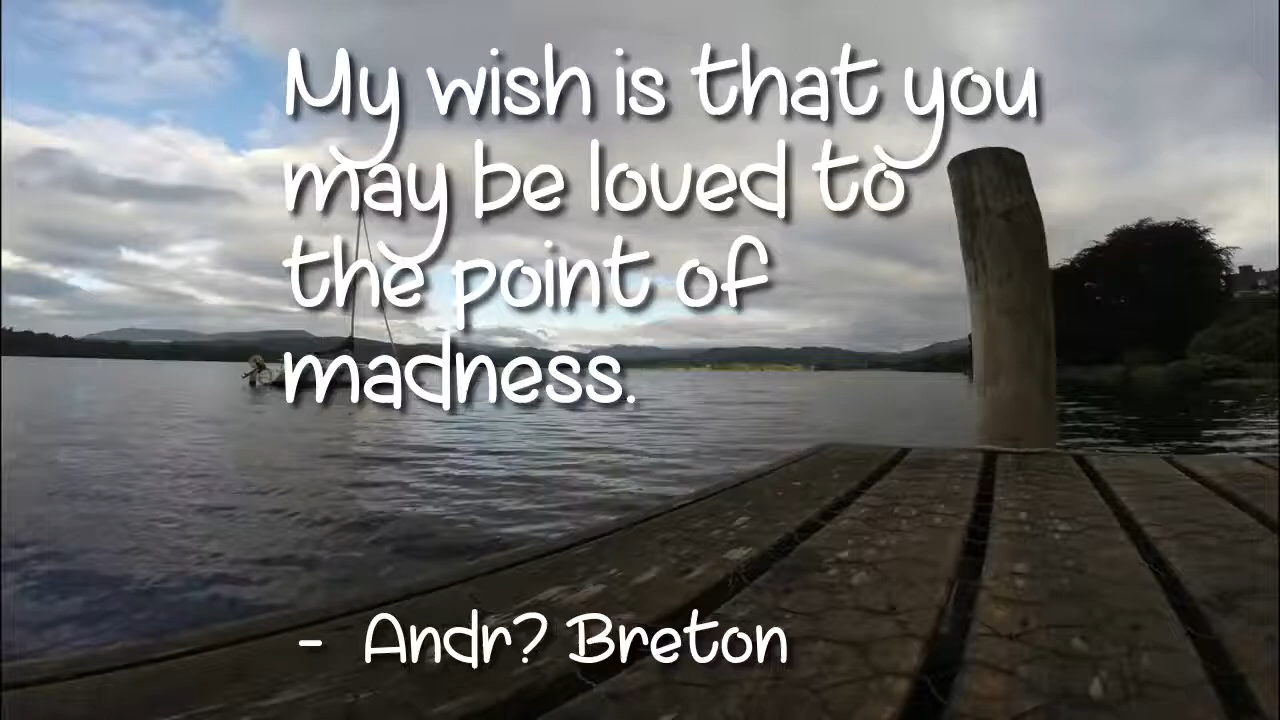 My wish is that you
may be loved to
the point of
madness.
- Andr? Breton